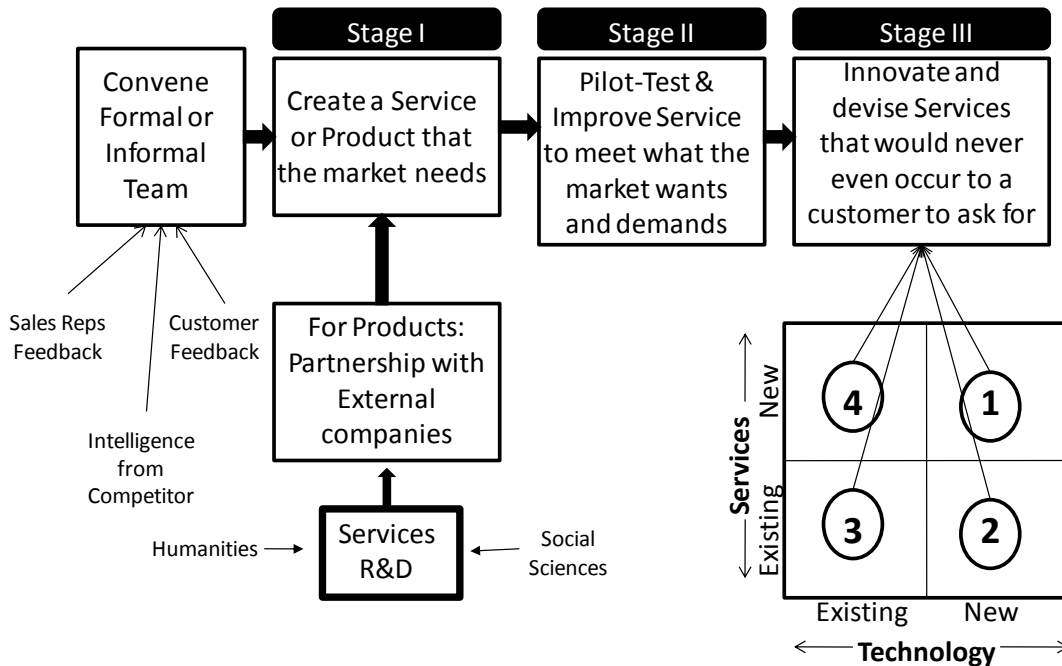 Stage I
Stage II
Stage III
Convene
Formal or
Informal
Team
Create a Service
or Product that
the market needs
Pilot-Test &
Improve Service
to meet what the
market wants
and demands
Innovate and
devise Services
that would never
even occur to a
customer to ask for
Sales Reps
Feedback
Customer
Feedback
Intelligence
from
Competitor
For Products:
Partnership with
External
companies
Humanities
Services
R&D
Social
Sciences
Services
New
Existing
4
1
3
2
Existing
New
Technology